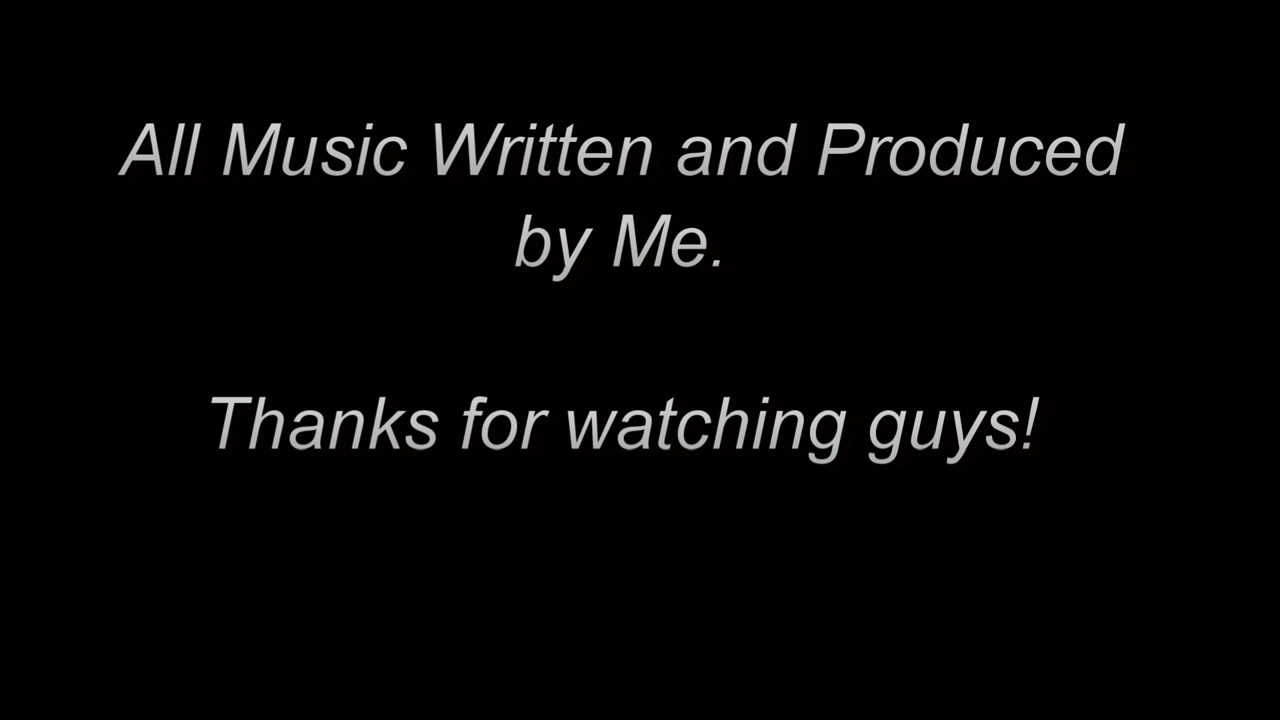 All Music Written and Produced
by Me.
Thanks for watching guys!